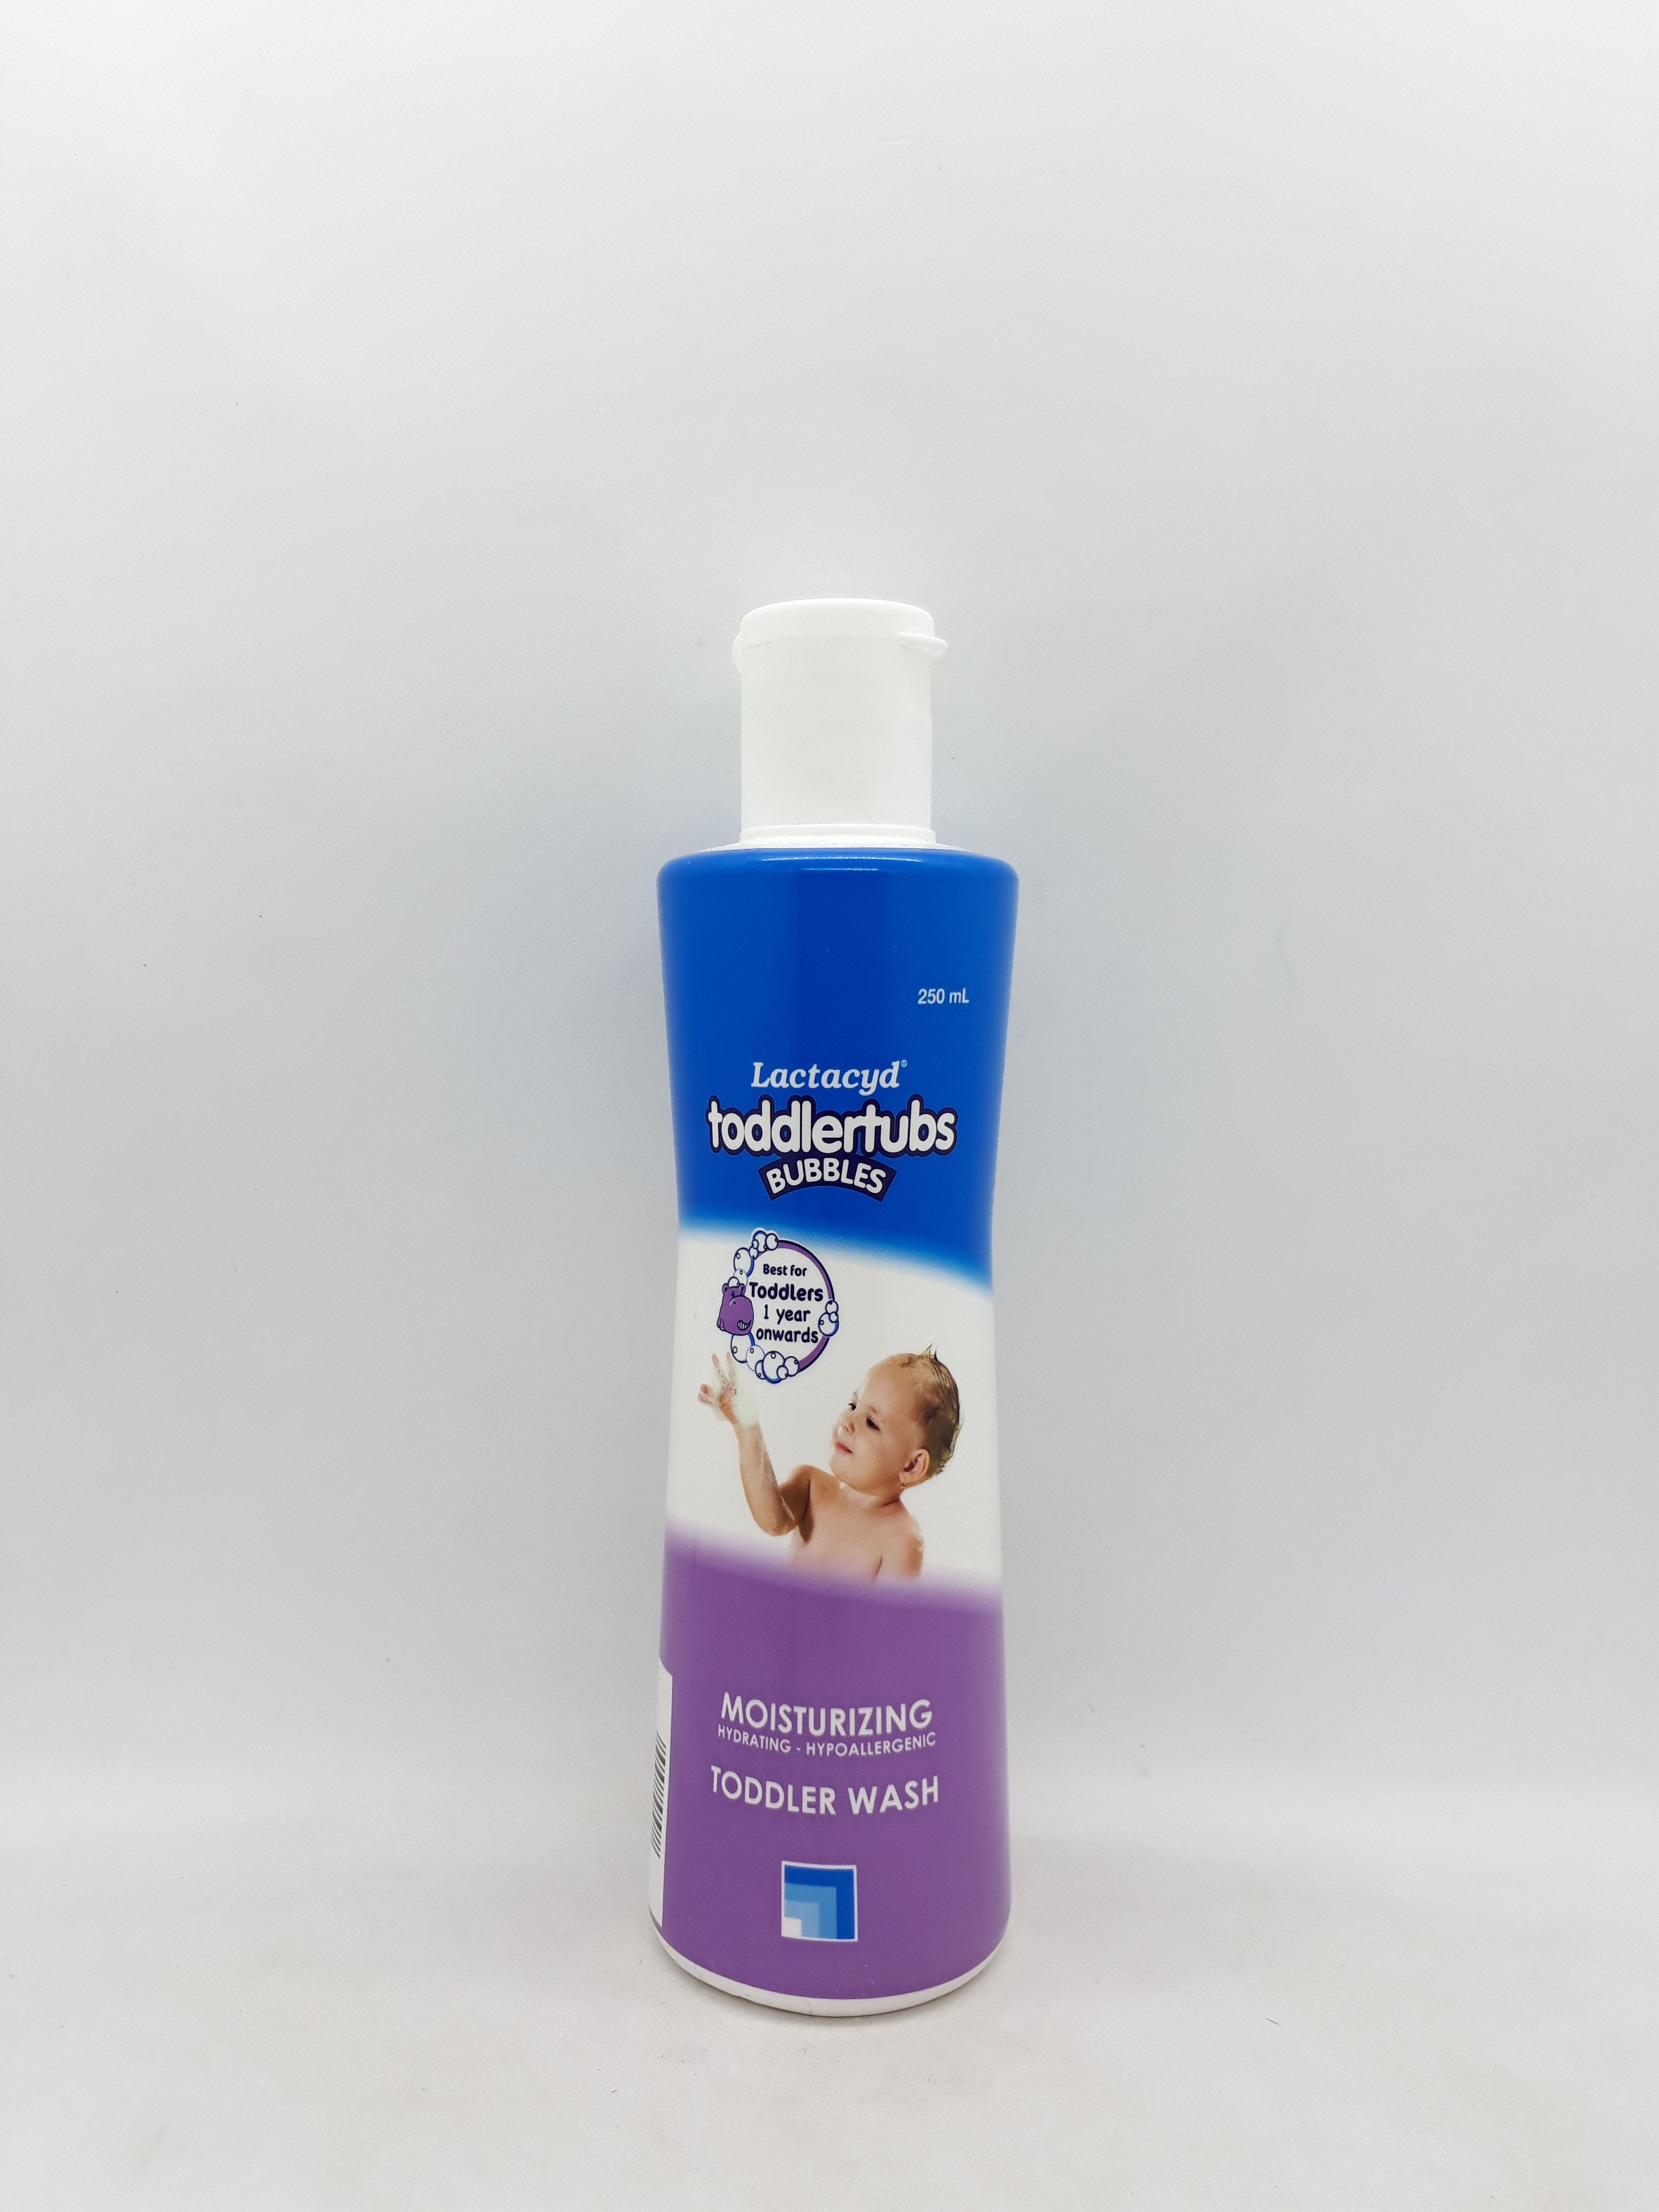 250 mL
Lactacyd®
toddlertubs
BUBBLES
Best for
Toddlers
1 year
onwards
MOISTURIZING
HYDRATING - HYPOALLERGENIC
TODDLER WASH